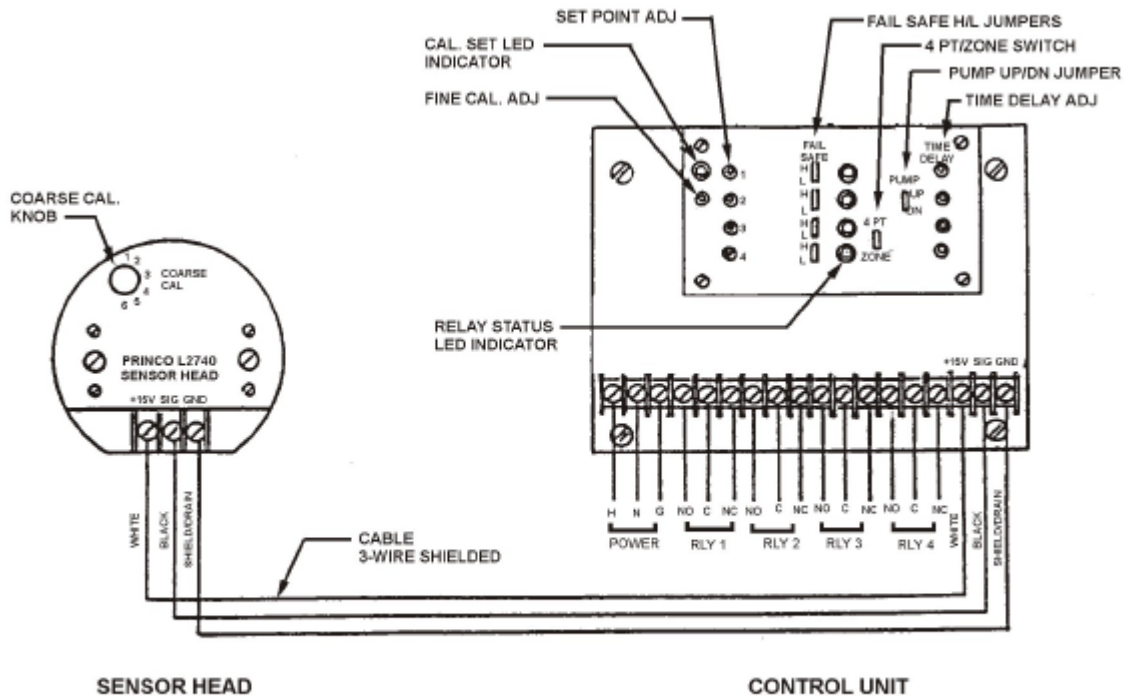 SET POINT ADJ
FAIL SAFE H/L JUMPERS
CAL. SET LED
INDICATOR
4 PT/ZONE SWITCH
PUMP UP/DN JUMPER
FINE CAL. ADJ
TIME DELAY ADJ
COARSE CAL.
KNOB
1
2
3
4
5
6
COARSE
CAL
PRINCO L2740
SENSOR HEAD
+15V SIG GND
WHITE
BLACK
SHIELD/DRAIN
FAIL
SAFE
TIME
DELAY
1
2
3
4
H
L
H
L
H
L
H
L
PUMP
UP
DN
4 PT
ZONE
RELAY STATUS
LED INDICATOR
+15V SIG GND
H N G NO C NC NO C NC NO C NC NO C NC
POWER RLY 1 RLY 2 RLY 3 RLY 4
WHITE
BLACK
SHIELD/DRAIN
CABLE
3-WIRE SHIELDED
SENSOR HEAD
CONTROL UNIT